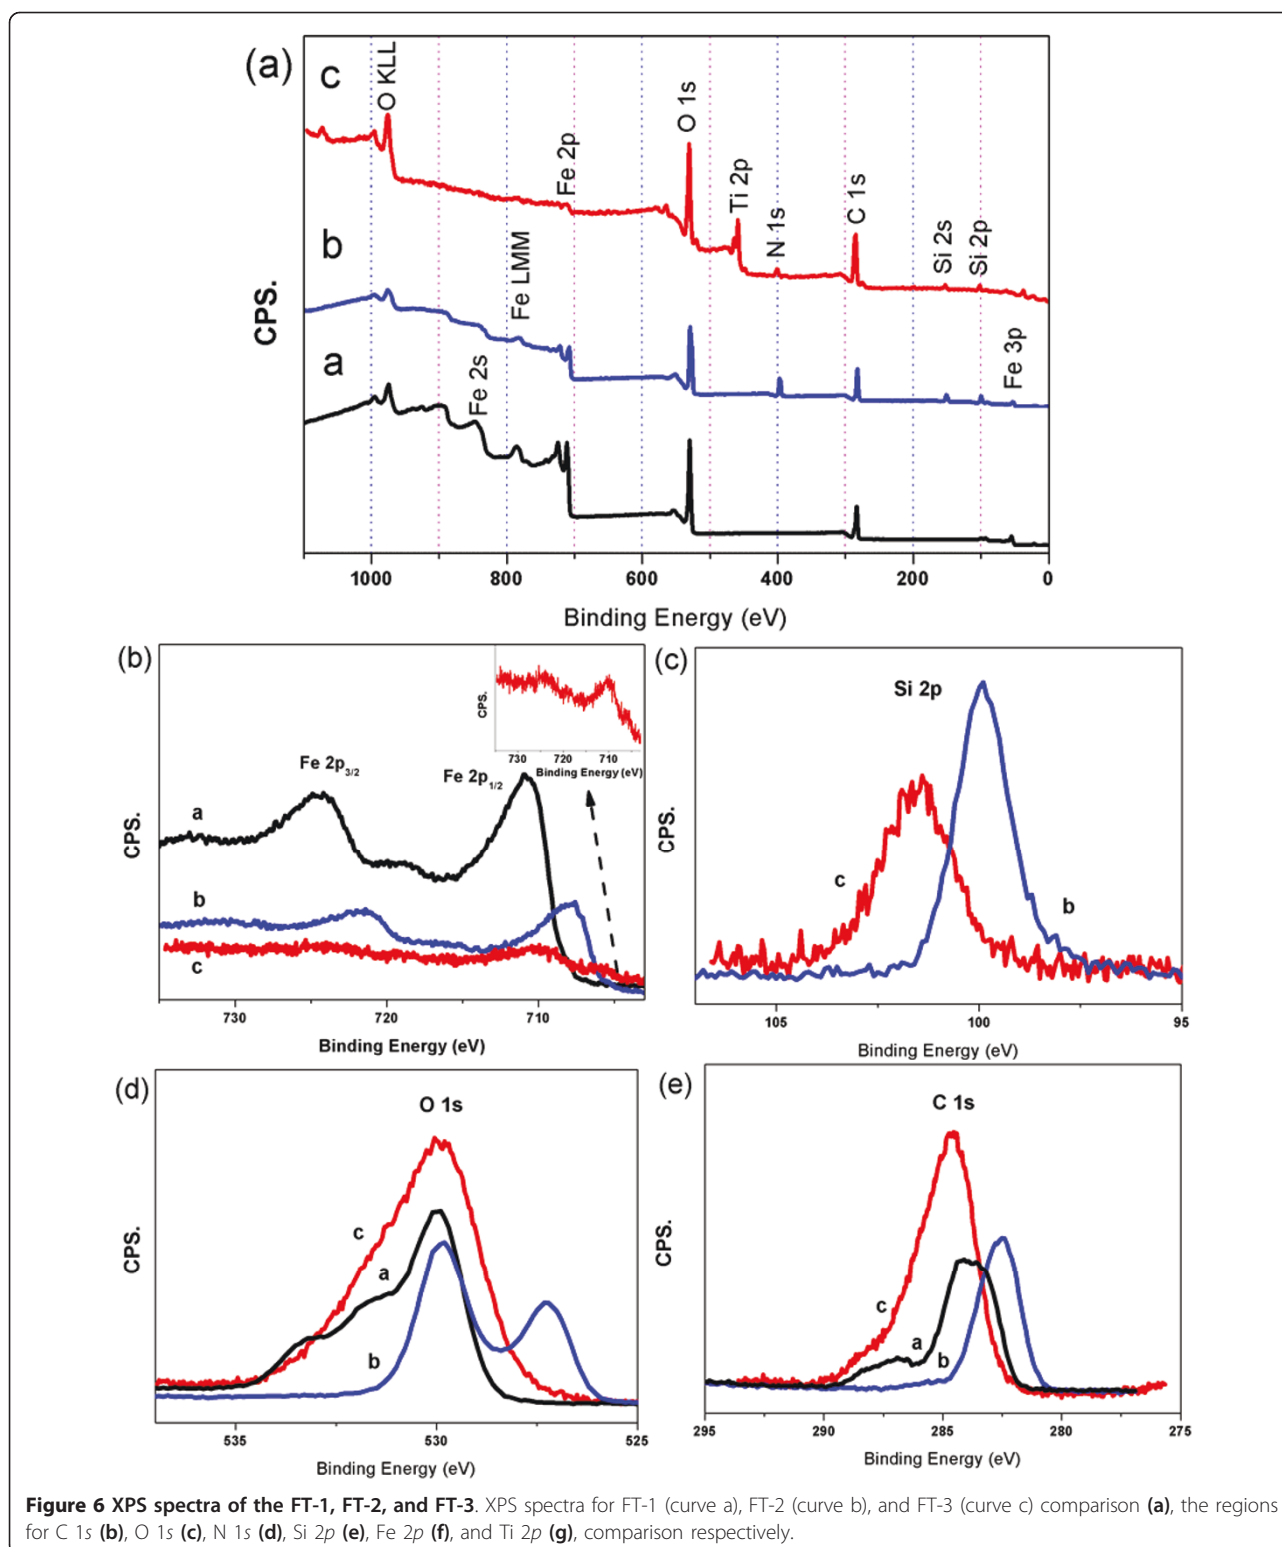 (a)
c
O KLL
Fe 2p
O 1s
Ti 2p
N 1s
C 1s
Si 2s
Si 2p
b
Fe LMM
a
Fe 2s
Fe 3p
CPS.
1000 800 600 400 200 0
Binding Energy (eV)
(b)
CPS.
730 720 710
Binding Energy (eV)
Fe 2p3/2
Fe 2p1/2
a
b
c
CPS.
730 720 710
Binding Energy (eV)
(c)
Si 2p
c
b
CPS.
105 100 95
Binding Energy (eV)
(d)
O 1s
c
a
b
CPS.
535 530 525
Binding Energy (eV)
(e)
C 1s
c
a
b
CPS.
295 290 285 280 275
Binding Energy (eV)
Figure 6 XPS spectra of the FT-1, FT-2, and FT-3. XPS spectra for FT-1 (curve a), FT-2 (curve b), and FT-3 (curve c) comparison (a), the regions
for C 1s (b), O 1s (c), N 1s (d), Si 2p (e), Fe 2p (f), and Ti 2p (g), comparison respectively.